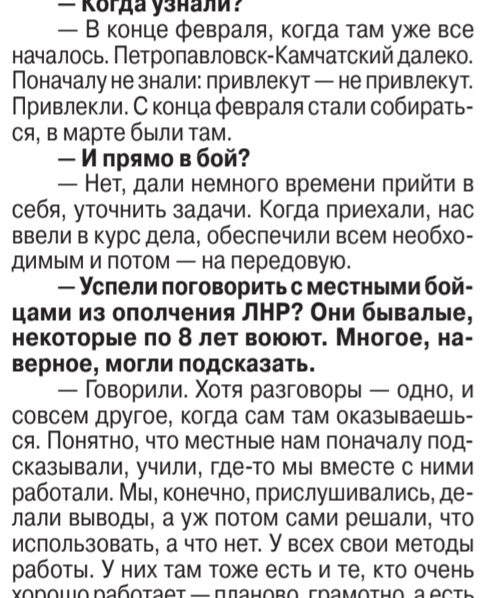 — Когда узнали?
— В конце февраля, когда там уже все
началось. Петропавловск-Камчатский далеко.
Поначалу не знали: привлекут — не привлекут.
Привлекли. С конца февраля стали собирать-
ся, в марте были там.
— И прямо в бой?
— Нет, дали немного времени прийти в
себя, уточнить задачи. Когда приехали, нас
ввели в курс дела, обеспечили всем необхо-
димым и потом — на передовую.
— Успели поговорить с местными бой-
цами из ополчения ЛНР? Они бывалые,
некоторые по 8 лет воюют. Многое, на-
верное, могли подсказать.
— Говорили. Хотя разговоры — одно, и
совсем другое, когда сам там оказываешь-
ся. Понятно, что местные нам поначалу под-
сказывали, учили, где-то мы вместе с ними
работали. Мы, конечно, прислушивались, де-
лали выводы, а уж потом сами решали, что
использовать, а что нет. У всех свои методы
работы. У них там тоже есть и те, кто очень
хорошо работает — планово, грамотно, а есть